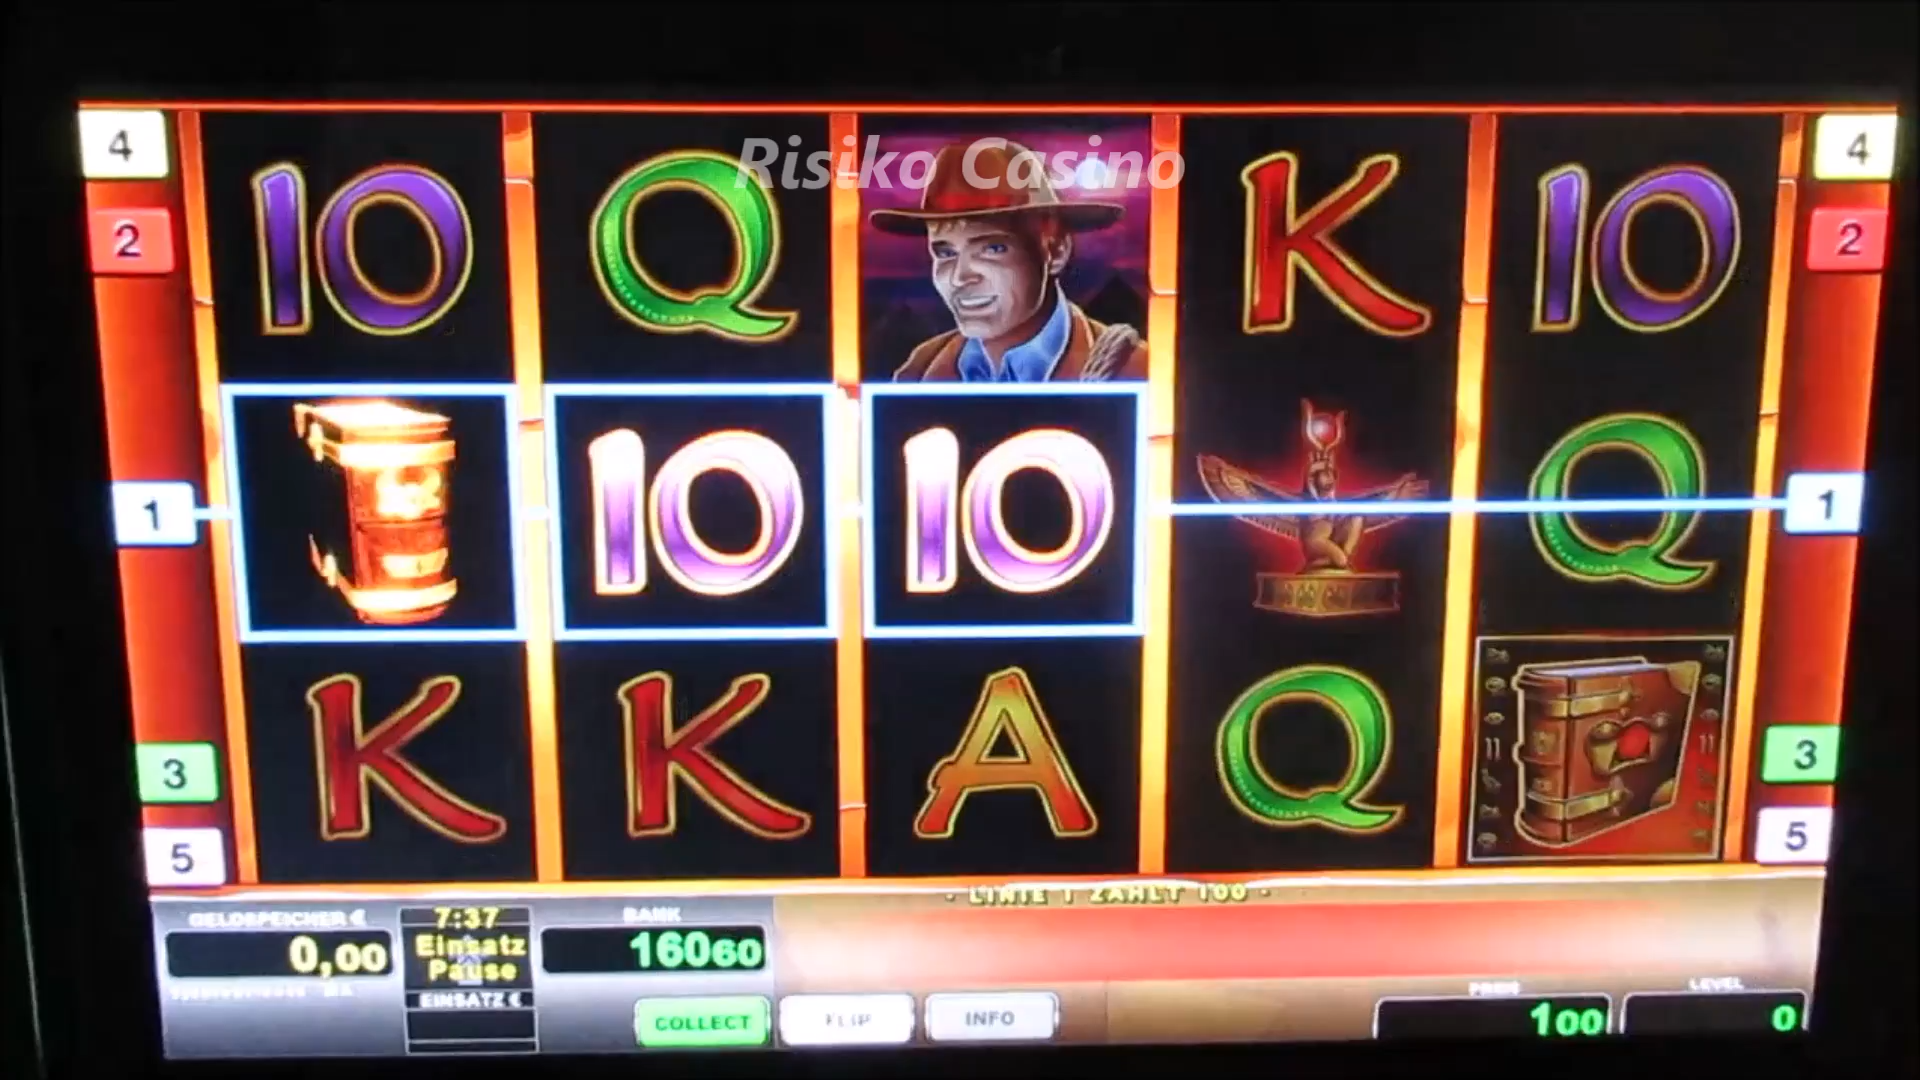 Risiko Casino
4 4
10 Q K 10
2 2
1 10 10 Q 1
K K A Q
3 3
5 5
- LINIE 1 ZAHLT 100 -
GELDSPEICHER € 7:37 BANK
0,00 Einsatz 16060
Pause
EINSATZ € PREIS LEVEL
COLLECT INFO 100 0